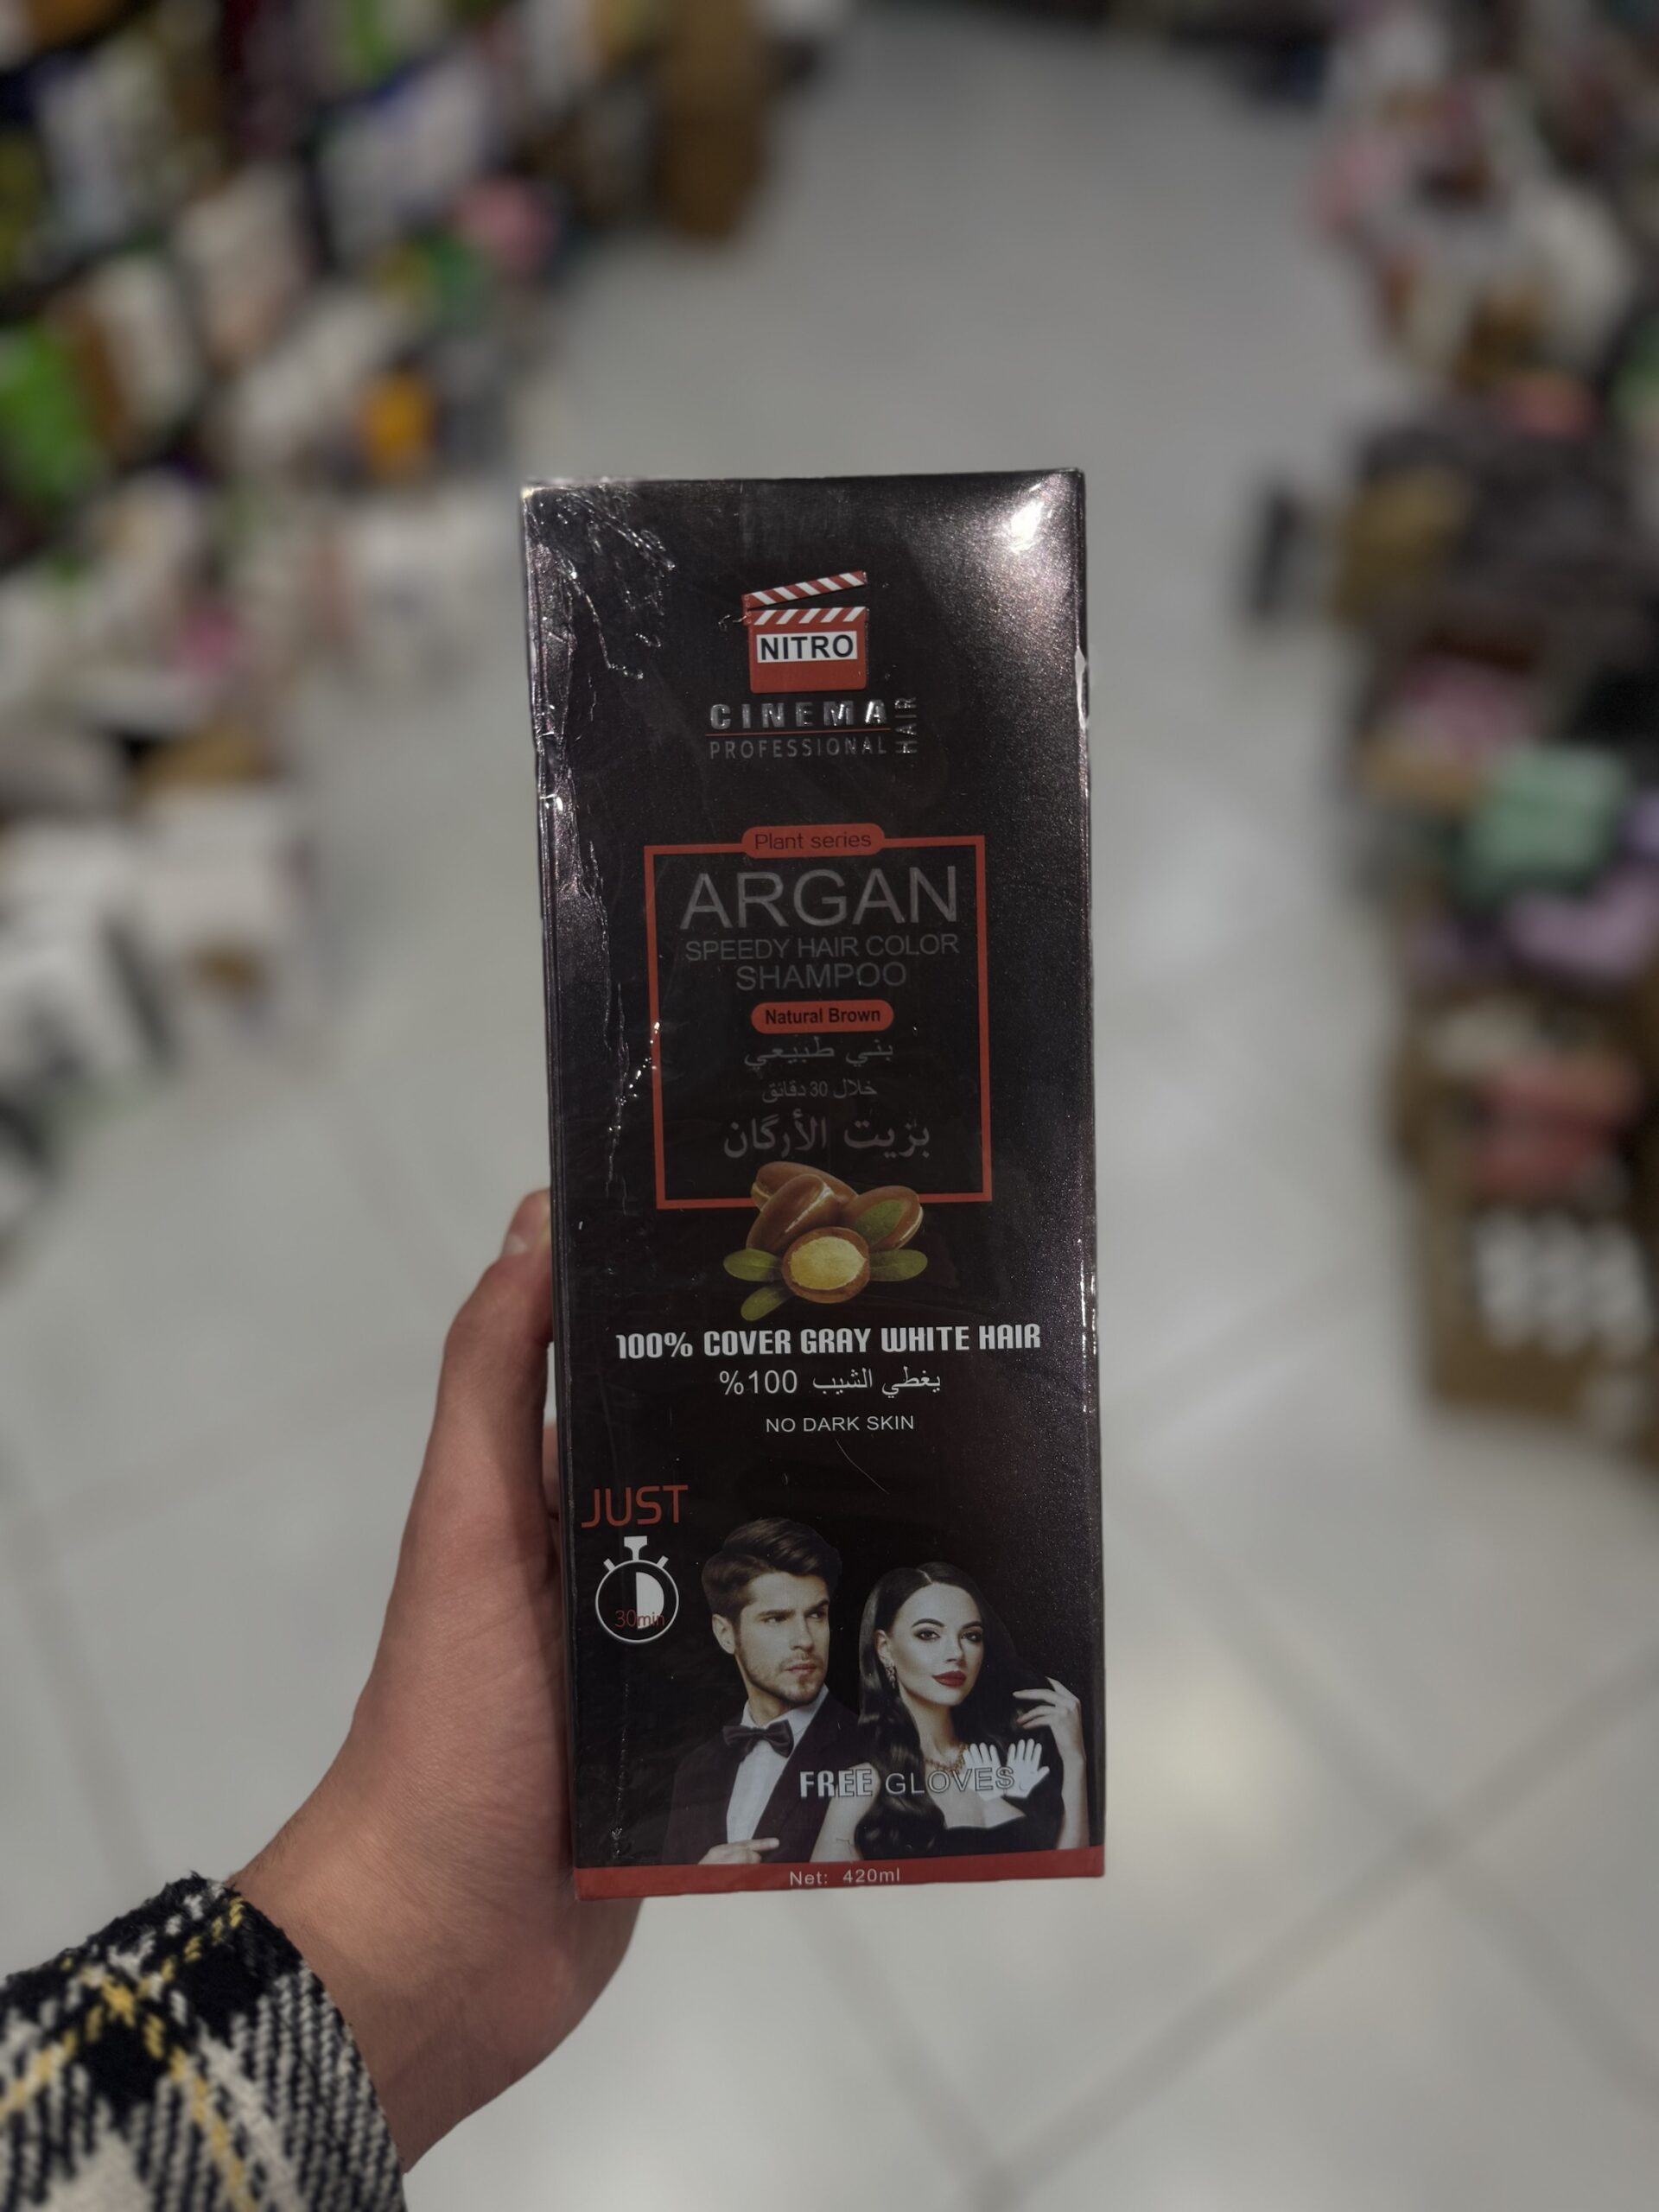 NITRO
CINEMA HAIR
PROFESSIONAL
Plant series
ARGAN
SPEEDY HAIR COLOR
SHAMPOO
Natural Brown
بني طبيعي
خلال 30 دقائق
بزيت الأرگان
100% COVER GRAY WHITE HAIR
يغطي الشيب 100%
NO DARK SKIN
JUST
30min
FREE GLOVES
Net: 420ml